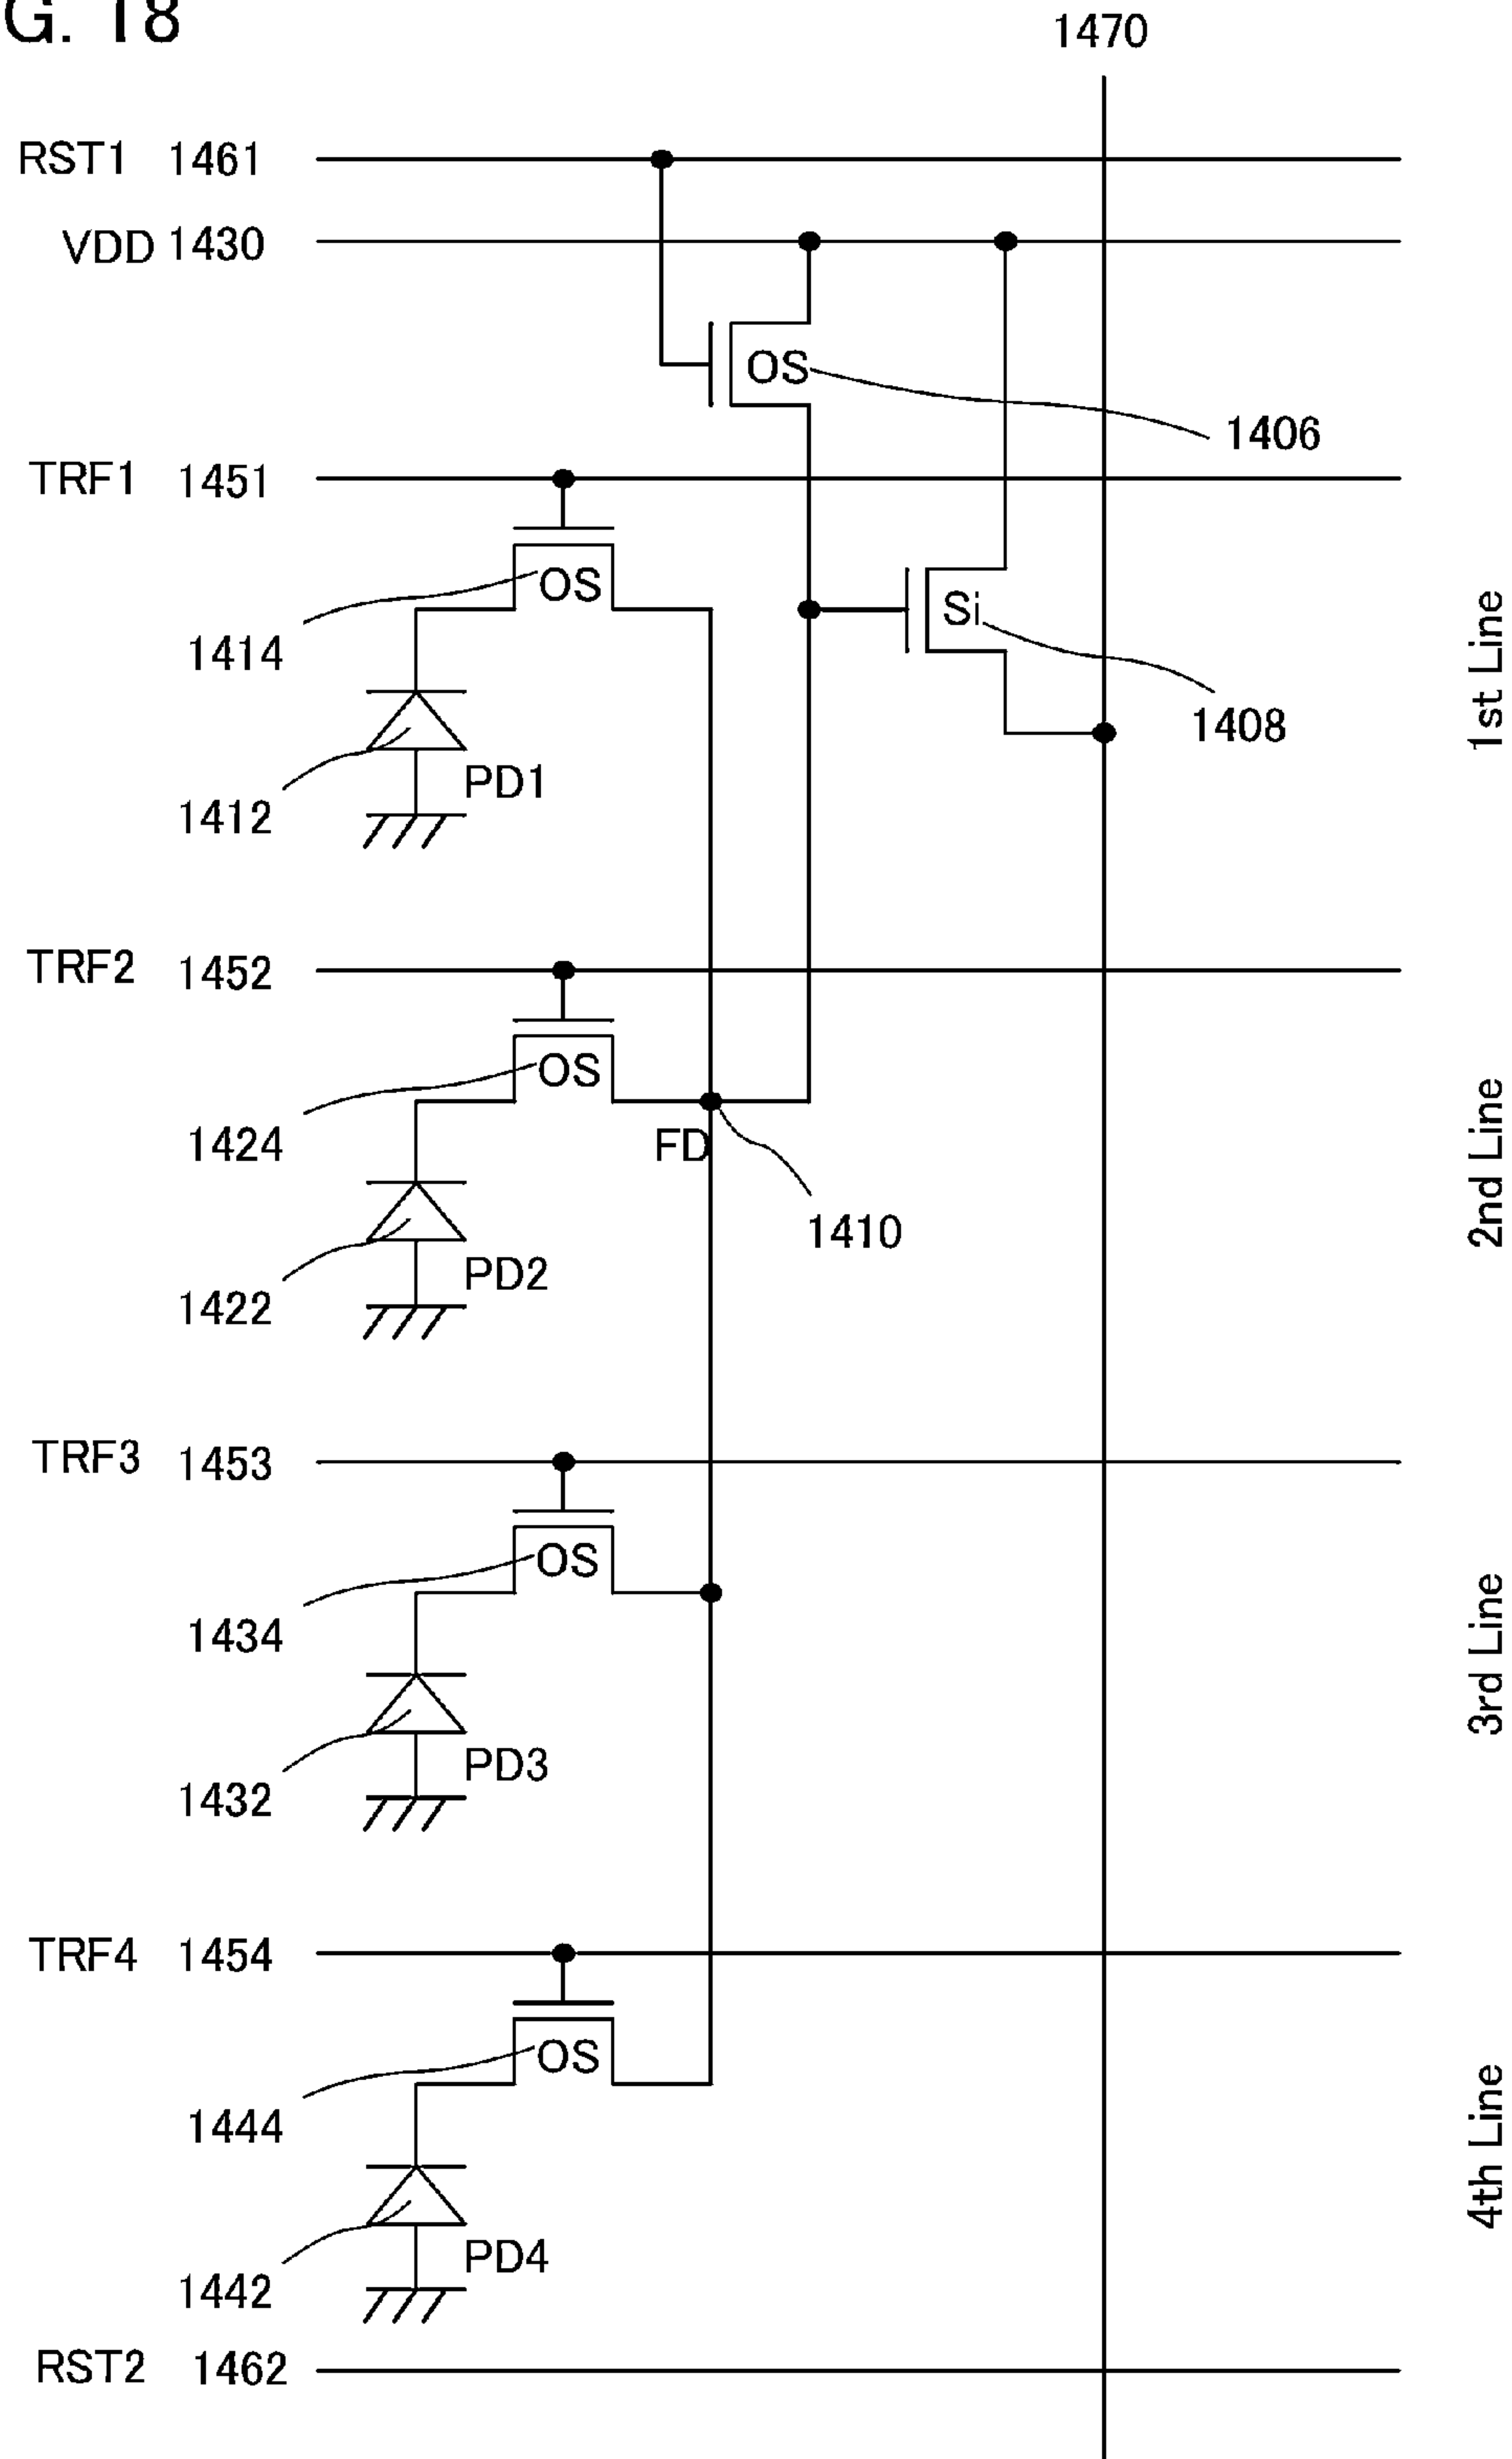 G. 18
1470
RST1 1461
VDD 1430
OS
1406
TRF1 1451
OS
Si
1414
1408
1st Line
PD1
1412
TRF2 1452
OS
1424
FD
1410
2nd Line
PD2
1422
TRF3 1453
OS
1434
3rd Line
PD3
1432
TRF4 1454
OS
1444
4th Line
PD4
1442
RST2 1462